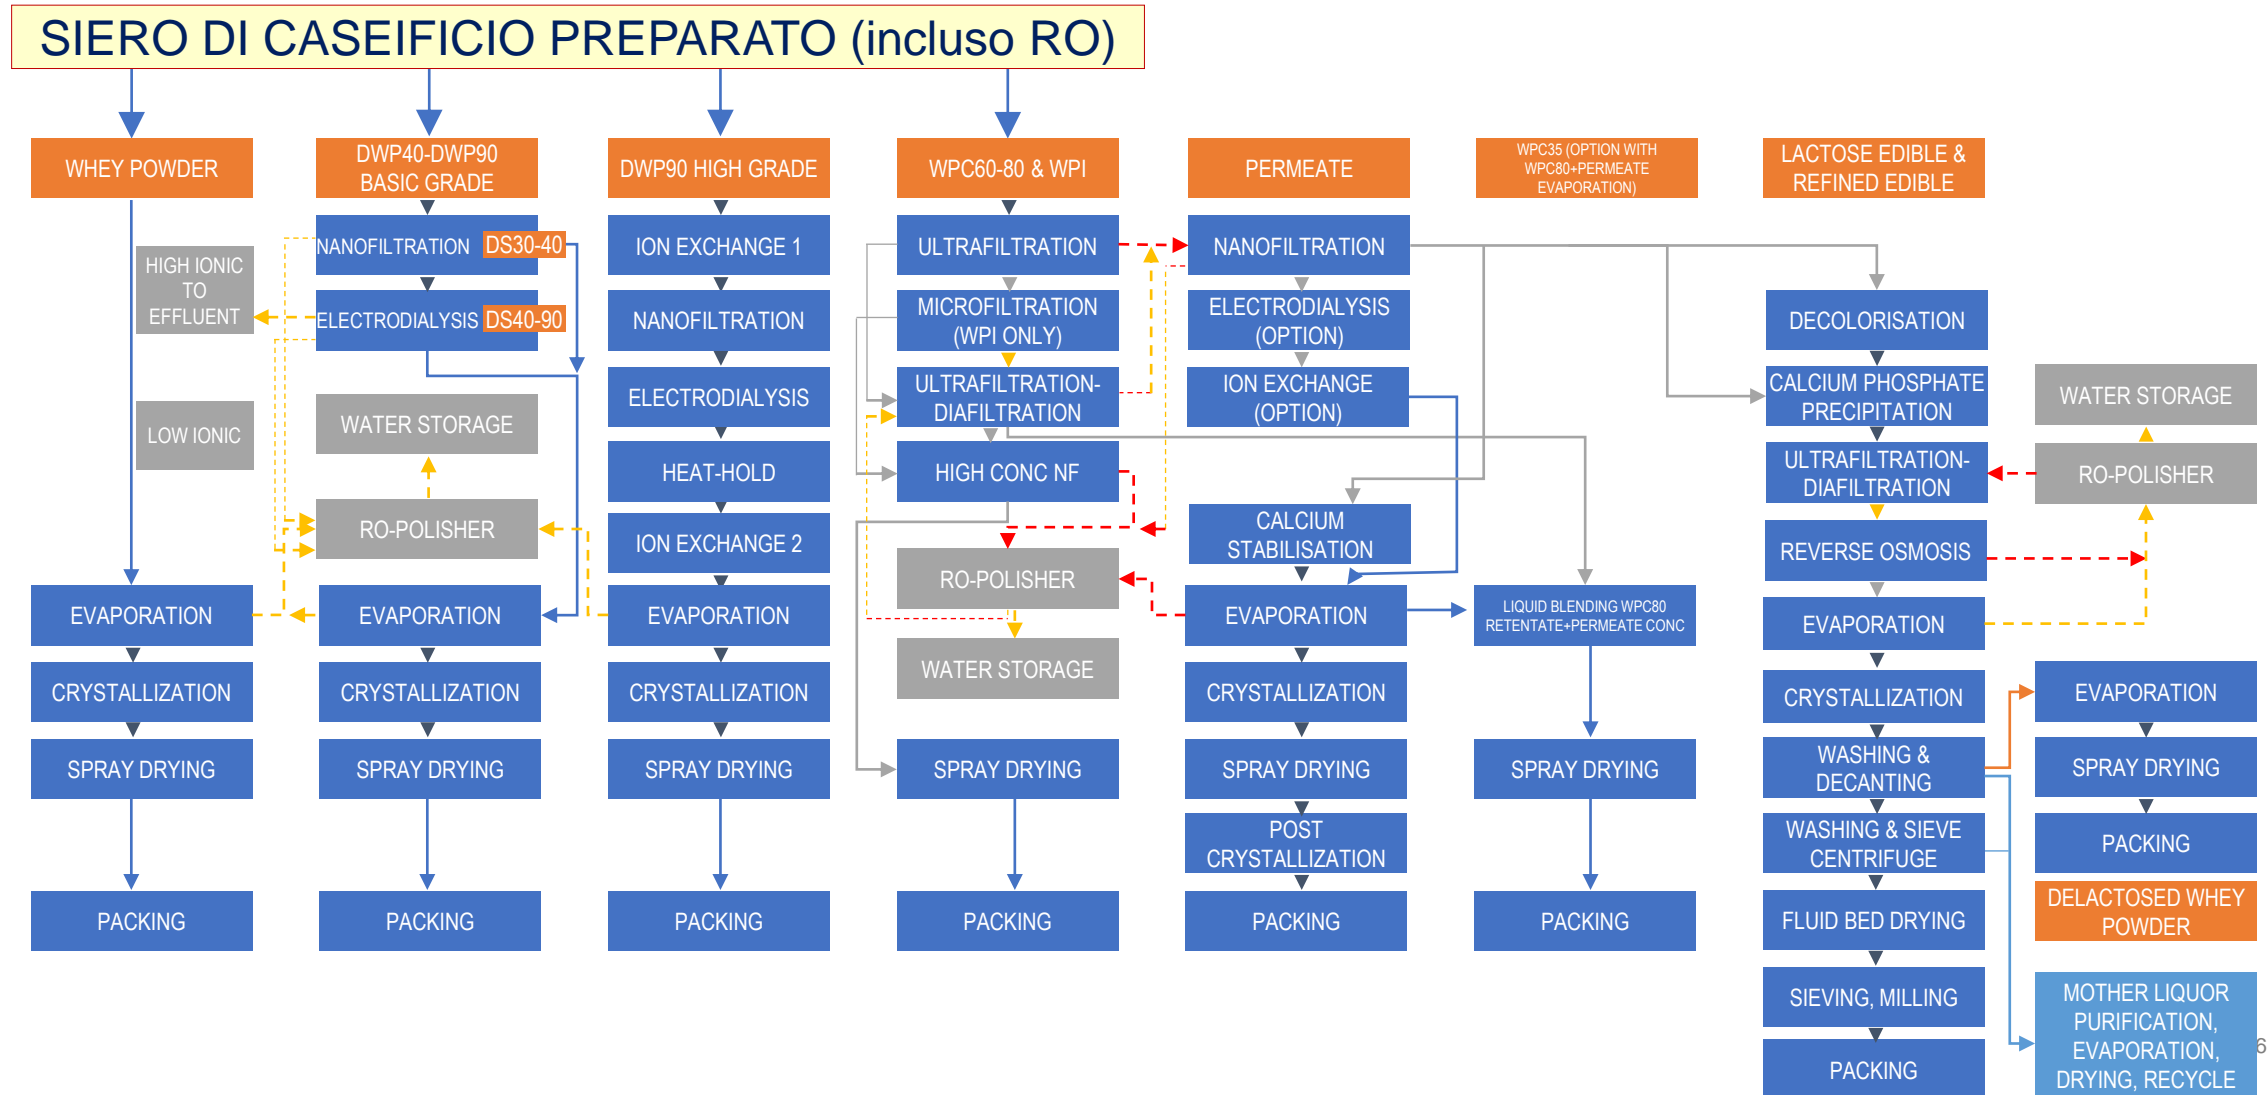 SIERO DI CASEIFICIO PREPARATO (incluso RO)
WHEY POWDER
EVAPORATION
CRYSTALLIZATION
SPRAY DRYING
PACKING
HIGH IONIC
TO
EFFLUENT
LOW IONIC
DWP40-DWP90
BASIC GRADE
NANOFILTRATION DS30-40
ELECTRODIALYSIS DS40-90
WATER STORAGE
RO-POLISHER
EVAPORATION
CRYSTALLIZATION
SPRAY DRYING
PACKING
DWP90 HIGH GRADE
ION EXCHANGE 1
NANOFILTRATION
ELECTRODIALYSIS
HEAT-HOLD
ION EXCHANGE 2
EVAPORATION
CRYSTALLIZATION
SPRAY DRYING
PACKING
WPC60-80 & WPI
ULTRAFILTRATION
MICROFILTRATION
(WPI ONLY)
ULTRAFILTRATION-
DIAFILTRATION
HIGH CONC NF
RO-POLISHER
WATER STORAGE
SPRAY DRYING
PACKING
PERMEATE
NANOFILTRATION
ELECTRODIALYSIS
(OPTION)
ION EXCHANGE
(OPTION)
CALCIUM
STABILISATION
EVAPORATION
CRYSTALLIZATION
SPRAY DRYING
POST
CRYSTALLIZATION
PACKING
WPC35 (OPTION WITH
WPC80+PERMEATE
EVAPORATION)
LIQUID BLENDING WPC80
RETENTATE+PERMEATE CONC
SPRAY DRYING
PACKING
LACTOSE EDIBLE &
REFINED EDIBLE
DECOLORISATION
CALCIUM PHOSPHATE
PRECIPITATION
ULTRAFILTRATION-
DIAFILTRATION
REVERSE OSMOSIS
EVAPORATION
CRYSTALLIZATION
WASHING &
DECANTING
WASHING & SIEVE
CENTRIFUGE
FLUID BED DRYING
SIEVING, MILLING
PACKING
WATER STORAGE
RO-POLISHER
EVAPORATION
SPRAY DRYING
PACKING
DELACTOSED WHEY
POWDER
MOTHER LIQUOR
PURIFICATION,
EVAPORATION,
DRYING, RECYCLE
6